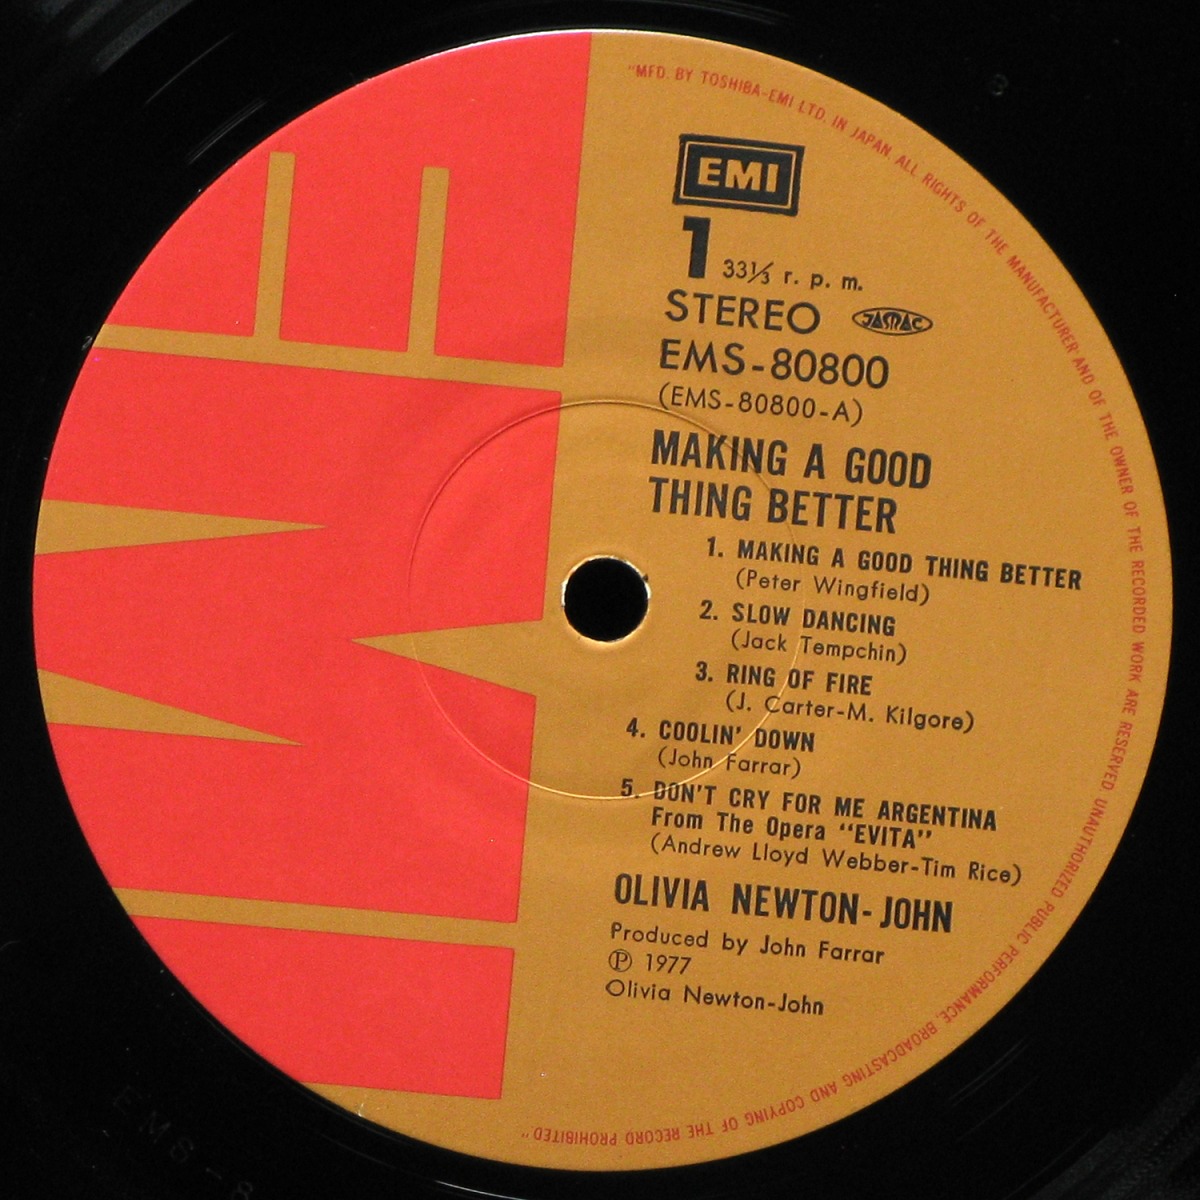 "MFD. BY TOSHIBA-EMI LTD. IN JAPAN ALL RIGHTS OF THE MANUFACTURER AND OF THE OWNER OF THE RECORDED WORK ARE RESERVED. UNAUTHORIZED PUBLIC PERFORMANCE, BROADCASTING AND COPYING OF THE RECORD PROHIBITED"
EMI
EMI
1 33⅓ r. p. m.
STEREO JASRAC
EMS-80800
(EMS-80800-A)
MAKING A GOOD
THING BETTER
1. MAKING A GOOD THING BETTER
(Peter Wingfield)
2. SLOW DANCING
(Jack Tempchin)
3. RING OF FIRE
(J. Carter-M. Kilgore)
4. COOLIN' DOWN
(John Farrar)
5. DON'T CRY FOR ME ARGENTINA
From The Opera "EVITA"
(Andrew Lloyd Webber-Tim Rice)
OLIVIA NEWTON-JOHN
Produced by John Farrar
Ⓟ 1977
Olivia Newton-John